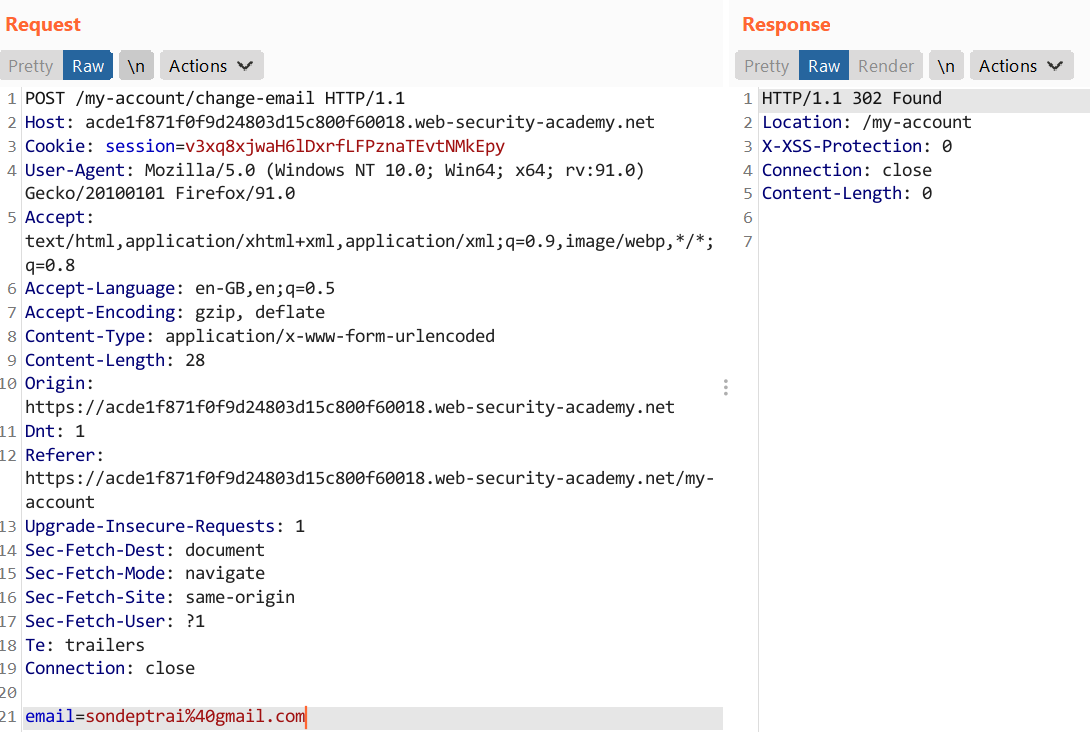 Request
Pretty Raw \n Actions
1 POST /my-account/change-email HTTP/1.1
2 Host: acde1f871f0f9d24803d15c800f60018.web-security-academy.net
3 Cookie: session=v3xq8xjwaH6lDxrfLFPznaTEvtNMkEpy
4 User-Agent: Mozilla/5.0 (Windows NT 10.0; Win64; x64; rv:91.0)
Gecko/20100101 Firefox/91.0
5 Accept:
text/html,application/xhtml+xml,application/xml;q=0.9,image/webp,*/*;
q=0.8
6 Accept-Language: en-GB,en;q=0.5
7 Accept-Encoding: gzip, deflate
8 Content-Type: application/x-www-form-urlencoded
9 Content-Length: 28
10 Origin:
https://acde1f871f0f9d24803d15c800f60018.web-security-academy.net
11 Dnt: 1
12 Referer:
https://acde1f871f0f9d24803d15c800f60018.web-security-academy.net/my-
account
13 Upgrade-Insecure-Requests: 1
14 Sec-Fetch-Dest: document
15 Sec-Fetch-Mode: navigate
16 Sec-Fetch-Site: same-origin
17 Sec-Fetch-User: ?1
18 Te: trailers
19 Connection: close
20
21 email=sondeptrai%40gmail.com
Response
Pretty Raw Render \n Actions
1 HTTP/1.1 302 Found
2 Location: /my-account
3 X-XSS-Protection: 0
4 Connection: close
5 Content-Length: 0
6
7